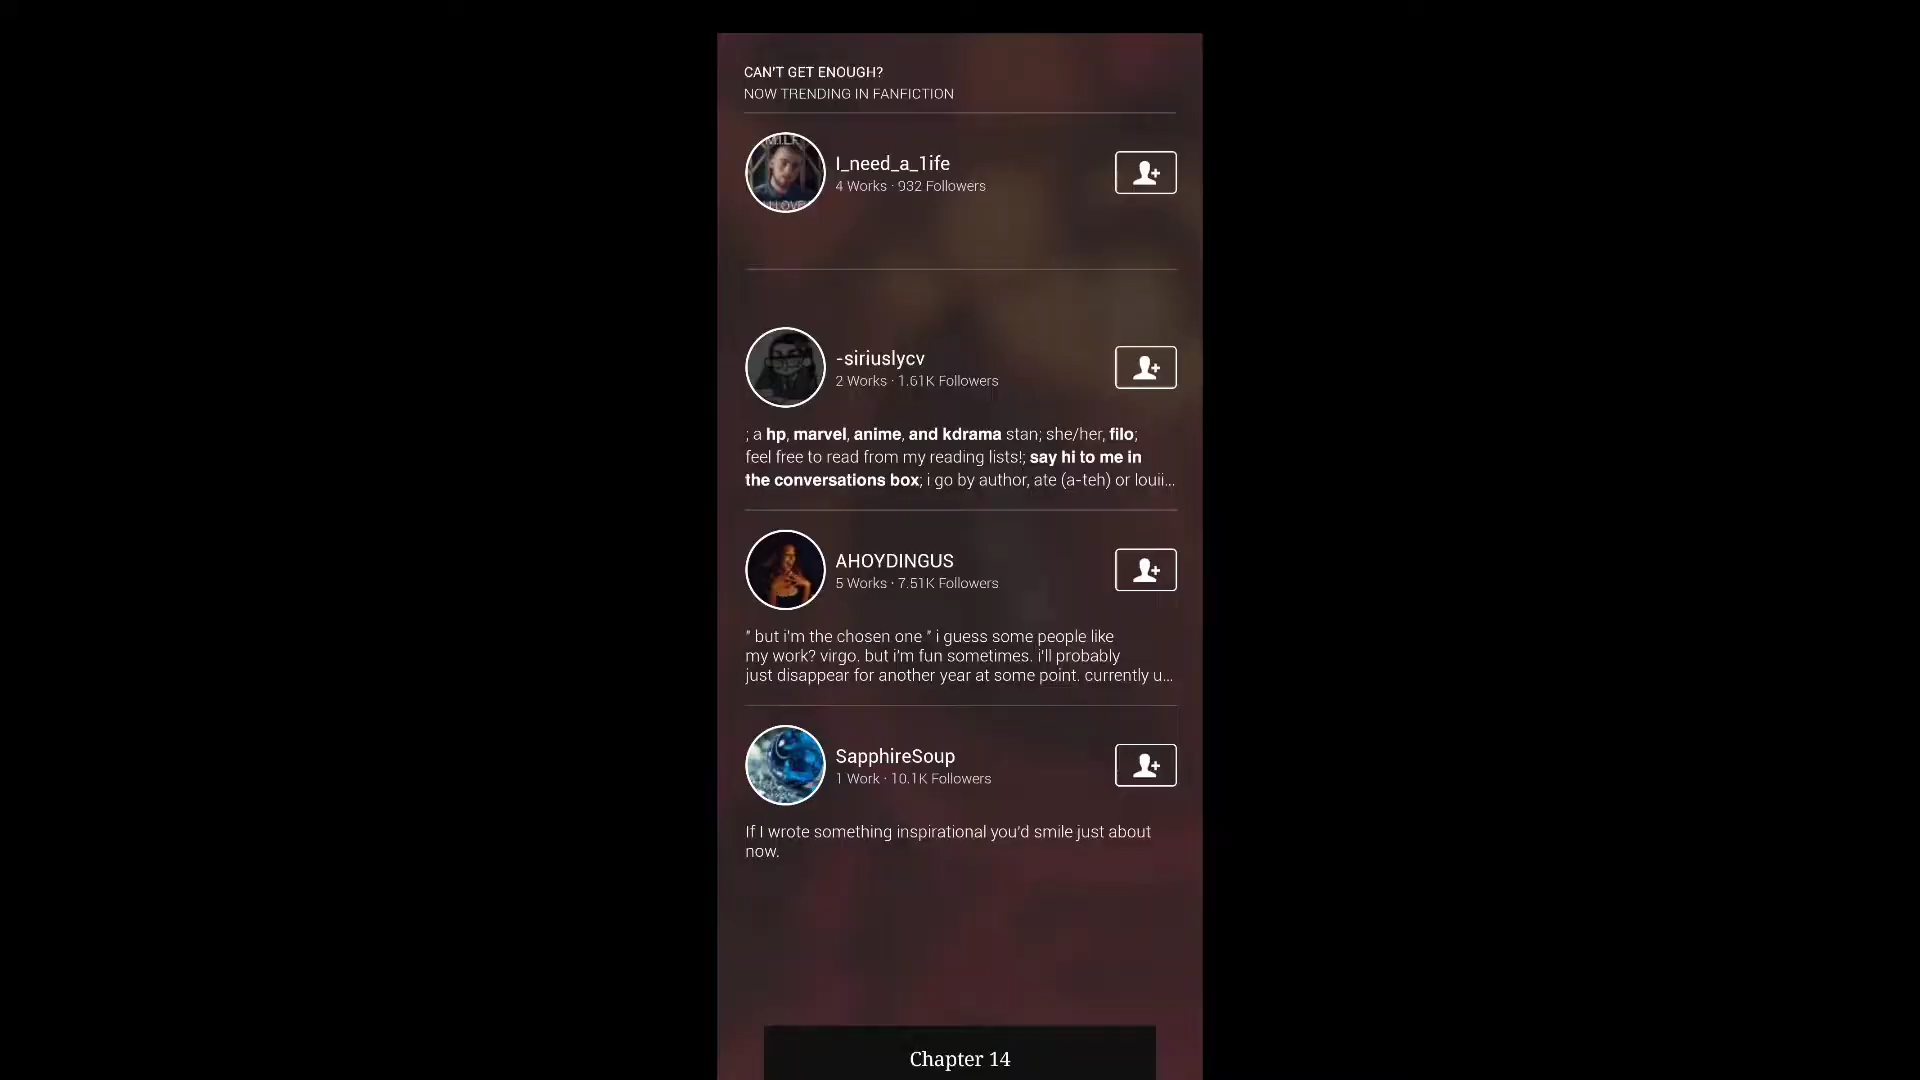 CAN'T GET ENOUGH?
NOW TRENDING IN FANFICTION
M.I.L.F.
I_need_a_1ife
4 Works · 932 Followers
-siriuslycv
2 Works · 1.61K Followers
; a hp, marvel, anime, and kdrama stan; she/her, filo;
feel free to read from my reading lists!; say hi to me in
the conversations box; i go by author, ate (a-teh) or louii...
AHOYDINGUS
5 Works · 7.51K Followers
" but i'm the chosen one " i guess some people like
my work? virgo. but i'm fun sometimes. i'll probably
just disappear for another year at some point. currently u...
SapphireSoup
1 Work · 10.1K Followers
If I wrote something inspirational you'd smile just about
now.
Chapter 14